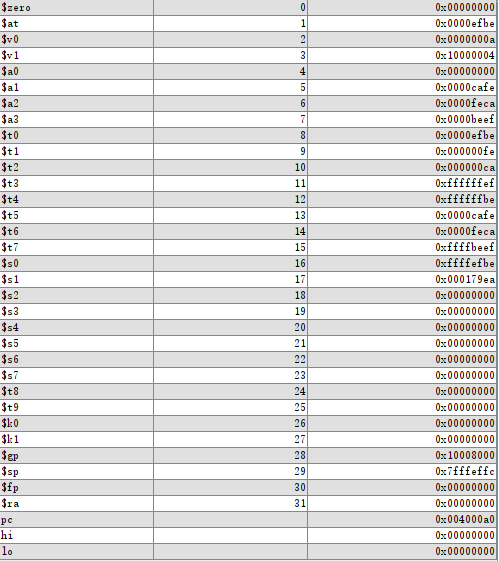 $zero 0 0x00000000
$at 1 0x0000efbe
$v0 2 0x0000000a
$v1 3 0x10000004
$a0 4 0x00000000
$a1 5 0x0000cafe
$a2 6 0x0000feca
$a3 7 0x0000beef
$t0 8 0x0000efbe
$t1 9 0x000000fe
$t2 10 0x000000ca
$t3 11 0xffffffef
$t4 12 0xffffffbe
$t5 13 0x0000cafe
$t6 14 0x0000feca
$t7 15 0xffffbeef
$s0 16 0xffffefbe
$s1 17 0x000179ea
$s2 18 0x00000000
$s3 19 0x00000000
$s4 20 0x00000000
$s5 21 0x00000000
$s6 22 0x00000000
$s7 23 0x00000000
$t8 24 0x00000000
$t9 25 0x00000000
$k0 26 0x00000000
$k1 27 0x00000000
$gp 28 0x10008000
$sp 29 0x7fffeffc
$fp 30 0x00000000
$ra 31 0x00000000
pc 0x004000a0
hi 0x00000000
lo 0x00000000